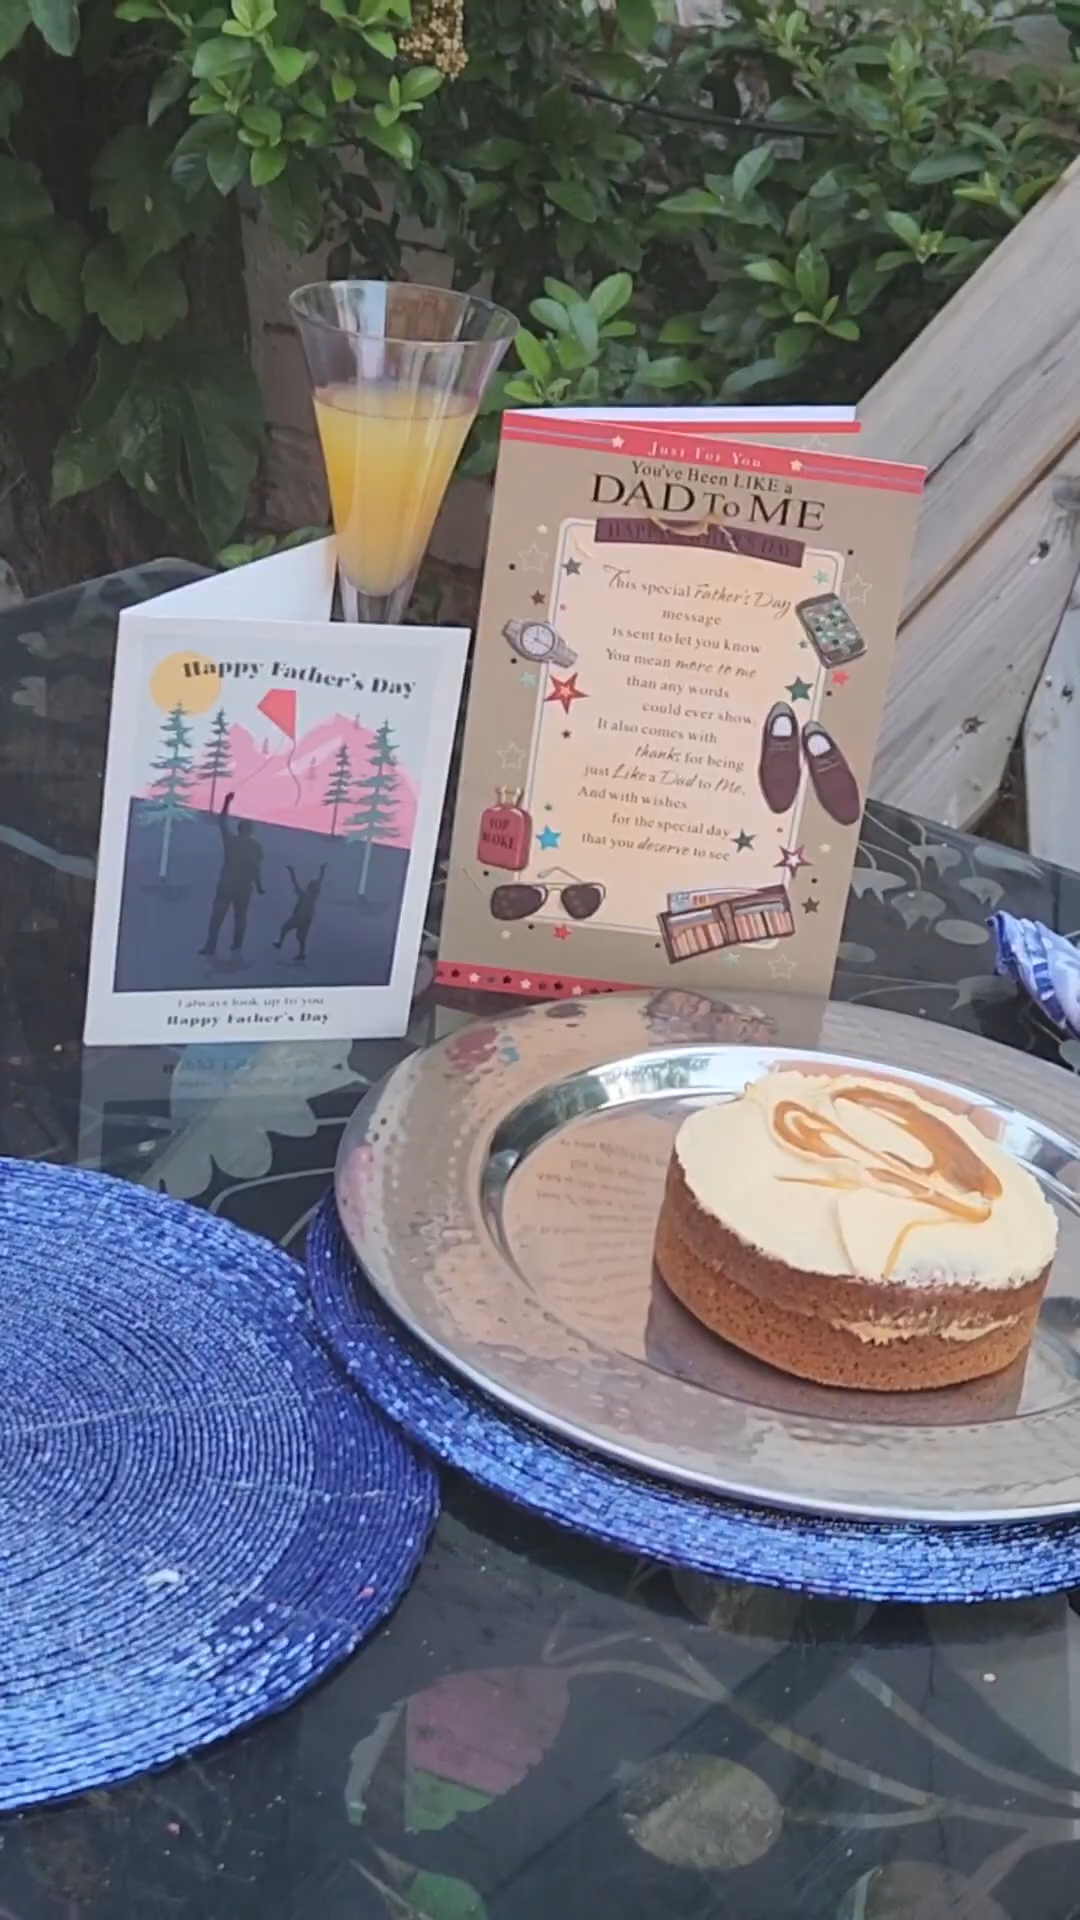 Happy Father's Day
I always look up to you
Happy Father's Day
Just For You
You've Been LIKE a
DAD To ME
HAPPY FATHER'S DAY
This special Father's Day
message
is sent to let you know
You mean more to me
than any words
could ever show.
It also comes with
thanks for being
just Like a Dad to Me.
And with wishes
for the special day
that you deserve to see